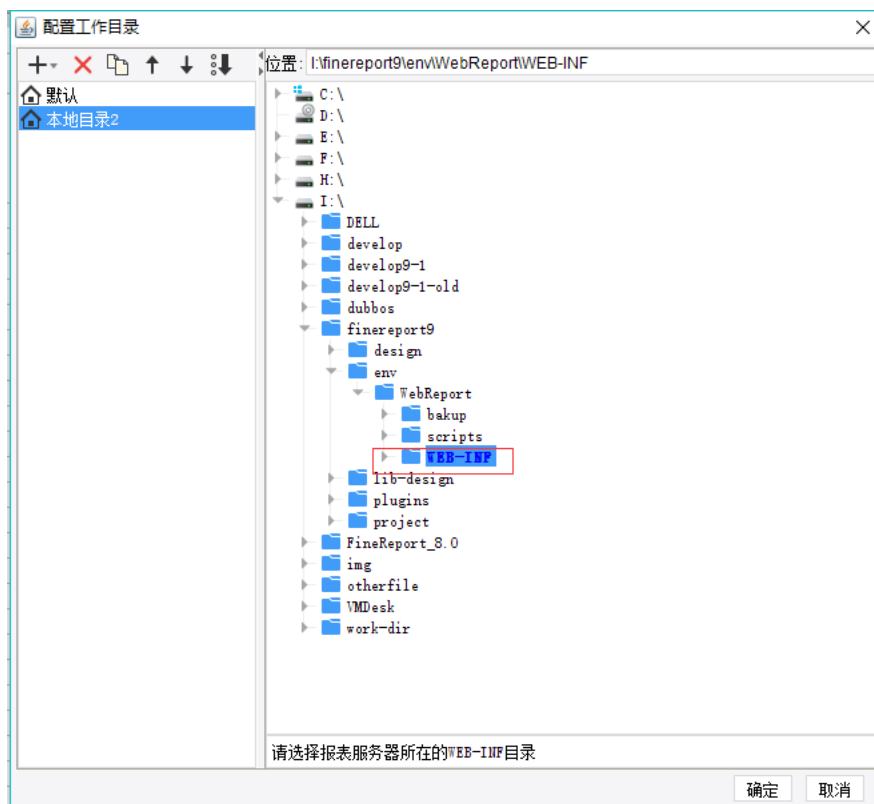 配置工作目录
位置: I:\finereport9\env\WebReport\WEB-INF
默认
本地目录2
C:\
D:\
E:\
F:\
H:\
I:\
DELL
develop
develop9-1
develop9-1-old
dubbos
finereport9
design
env
WebReport
bakup
scripts
WEB-INF
lib-design
plugins
project
FineReport_8.0
img
otherfile
VMDesk
work-dir
请选择报表服务器所在的WEB-INF目录
确定 取消